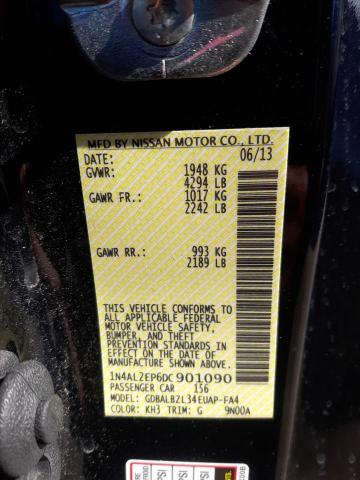 MFD BY NISSAN MOTOR CO., LTD.
DATE: 06/13
GVWR: 1948 KG
4294 LB
GAWR FR.: 1017 KG
2242 LB
GAWR RR.: 993 KG
2189 LB
THIS VEHICLE CONFORMS TO
ALL APPLICABLE FEDERAL
MOTOR VEHICLE SAFETY,
BUMPER, AND THEFT
PREVENTION STANDARDS
IN EFFECT ON THE DATE OF
MANUFACTURE SHOWN ABOVE.
1N4AL2EP6DC901090
PASSENGER CAR 156
MODEL: GDBALBZL34EUAP-FA4
COLOR: KH3 TRIM: G 9N00A
PSI
PSI